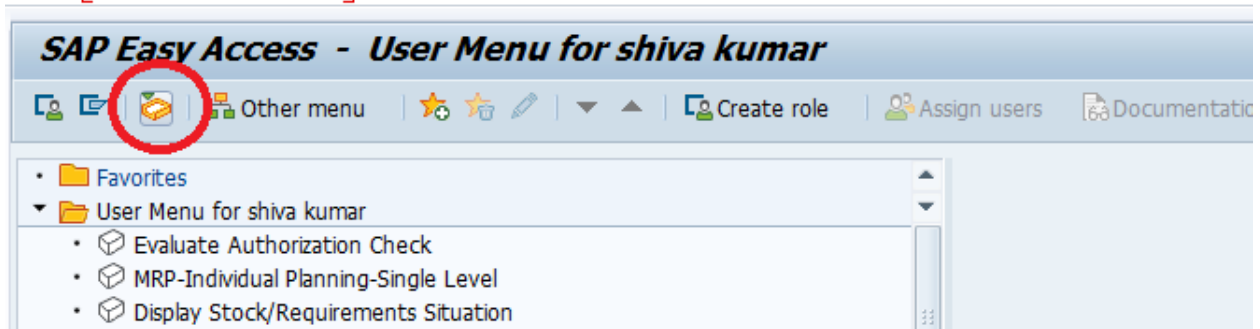 SAP Easy Access - User Menu for shiva kumar
Other menu Create role Assign users Documentatio
Favorites
User Menu for shiva kumar
Evaluate Authorization Check
MRP-Individual Planning-Single Level
Display Stock/Requirements Situation